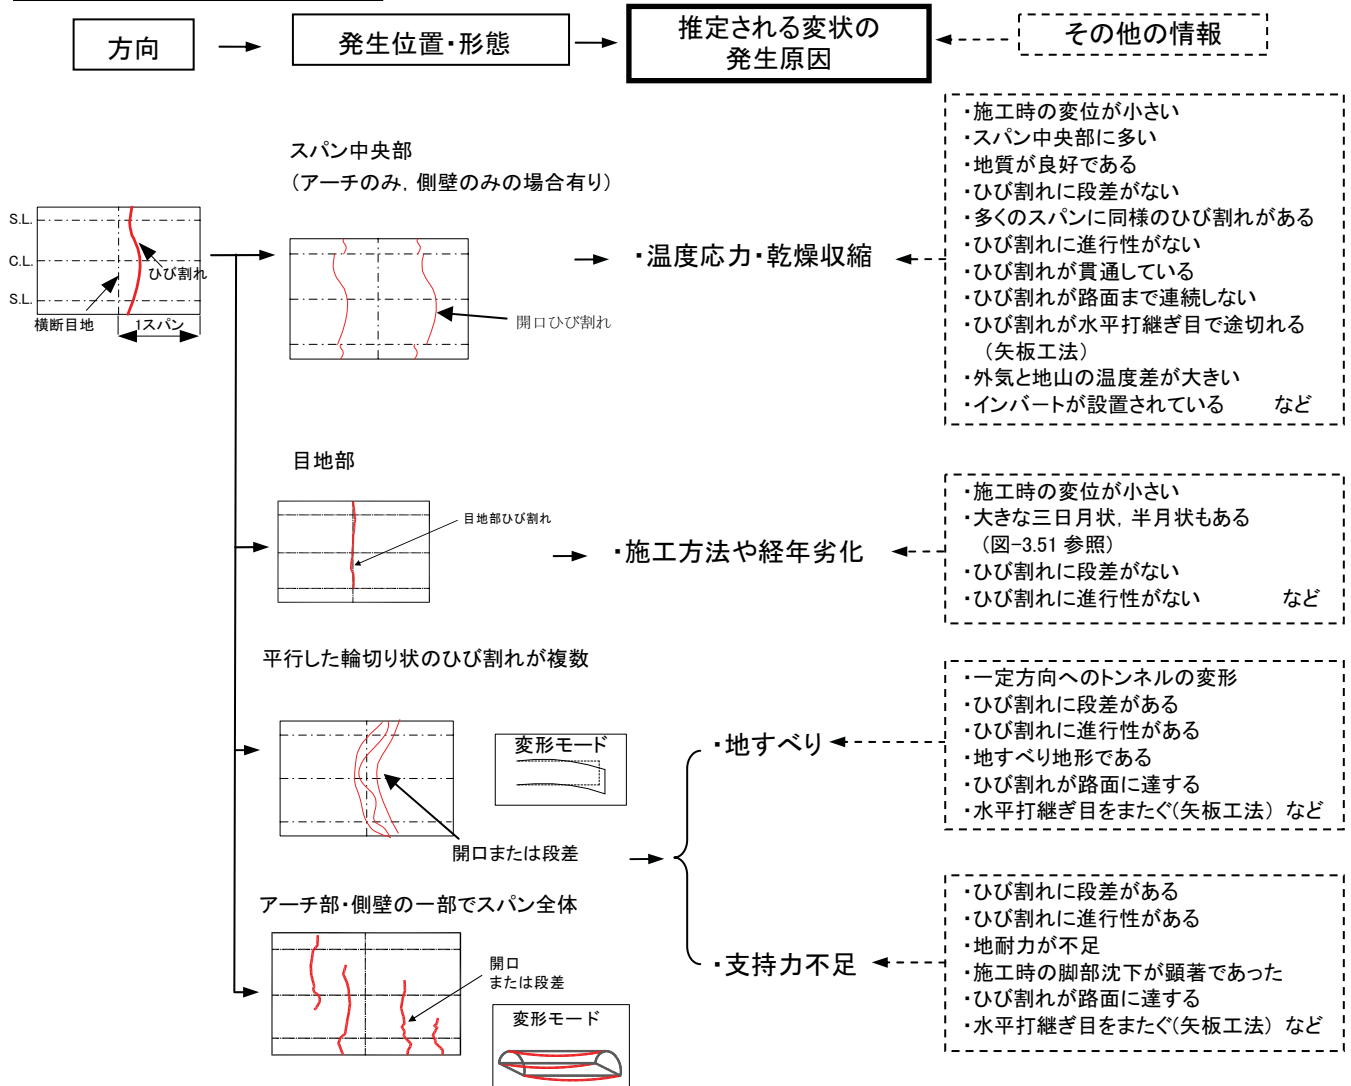 方向
発生位置・形態
推定される変状の
発生原因
その他の情報
スパン中央部
（アーチのみ，側壁のみの場合有り）
S.L.
C.L.
S.L.
ひび割れ
横断目地
1スパン
開口ひび割れ
・温度応力・乾燥収縮
・施工時の変位が小さい
・スパン中央部に多い
・地質が良好である
・ひび割れに段差がない
・多くのスパンに同様のひび割れがある
・ひび割れに進行性がない
・ひび割れが貫通している
・ひび割れが路面まで連続しない
・ひび割れが水平打継ぎ目で途切れる
（矢板工法）
・外気と地山の温度差が大きい
・インバートが設置されている　　など
目地部
目地部ひび割れ
・施工方法や経年劣化
・施工時の変位が小さい
・大きな三日月状，半月状もある
（図-3.51 参照）
・ひび割れに段差がない
・ひび割れに進行性がない　　　など
平行した輪切り状のひび割れが複数
変形モード
開口または段差
・地すべり
・一定方向へのトンネルの変形
・ひび割れに段差がある
・ひび割れに進行性がある
・地すべり地形である
・ひび割れが路面に達する
・水平打継ぎ目をまたぐ（矢板工法） など
アーチ部・側壁の一部でスパン全体
開口
または段差
変形モード
・支持力不足
・ひび割れに段差がある
・ひび割れに進行性がある
・地耐力が不足
・施工時の脚部沈下が顕著であった
・ひび割れが路面に達する
・水平打継ぎ目をまたぐ（矢板工法） など